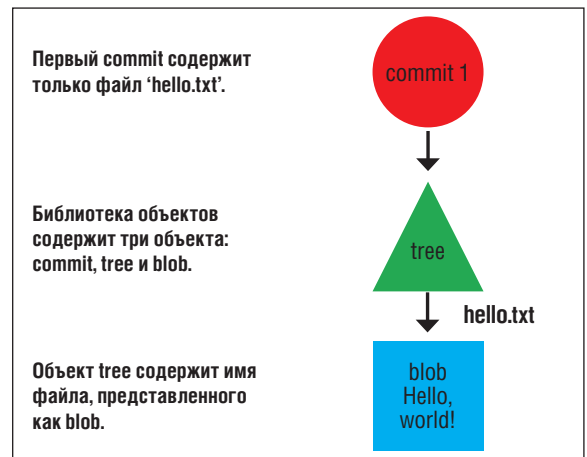 Первый commit содержит
только файл ‘hello.txt’.
commit 1
Библиотека объектов
содержит три объекта:
commit, tree и blob.
tree
hello.txt
Объект tree содержит имя
файла, представленного
как blob.
blob
Hello,
world!